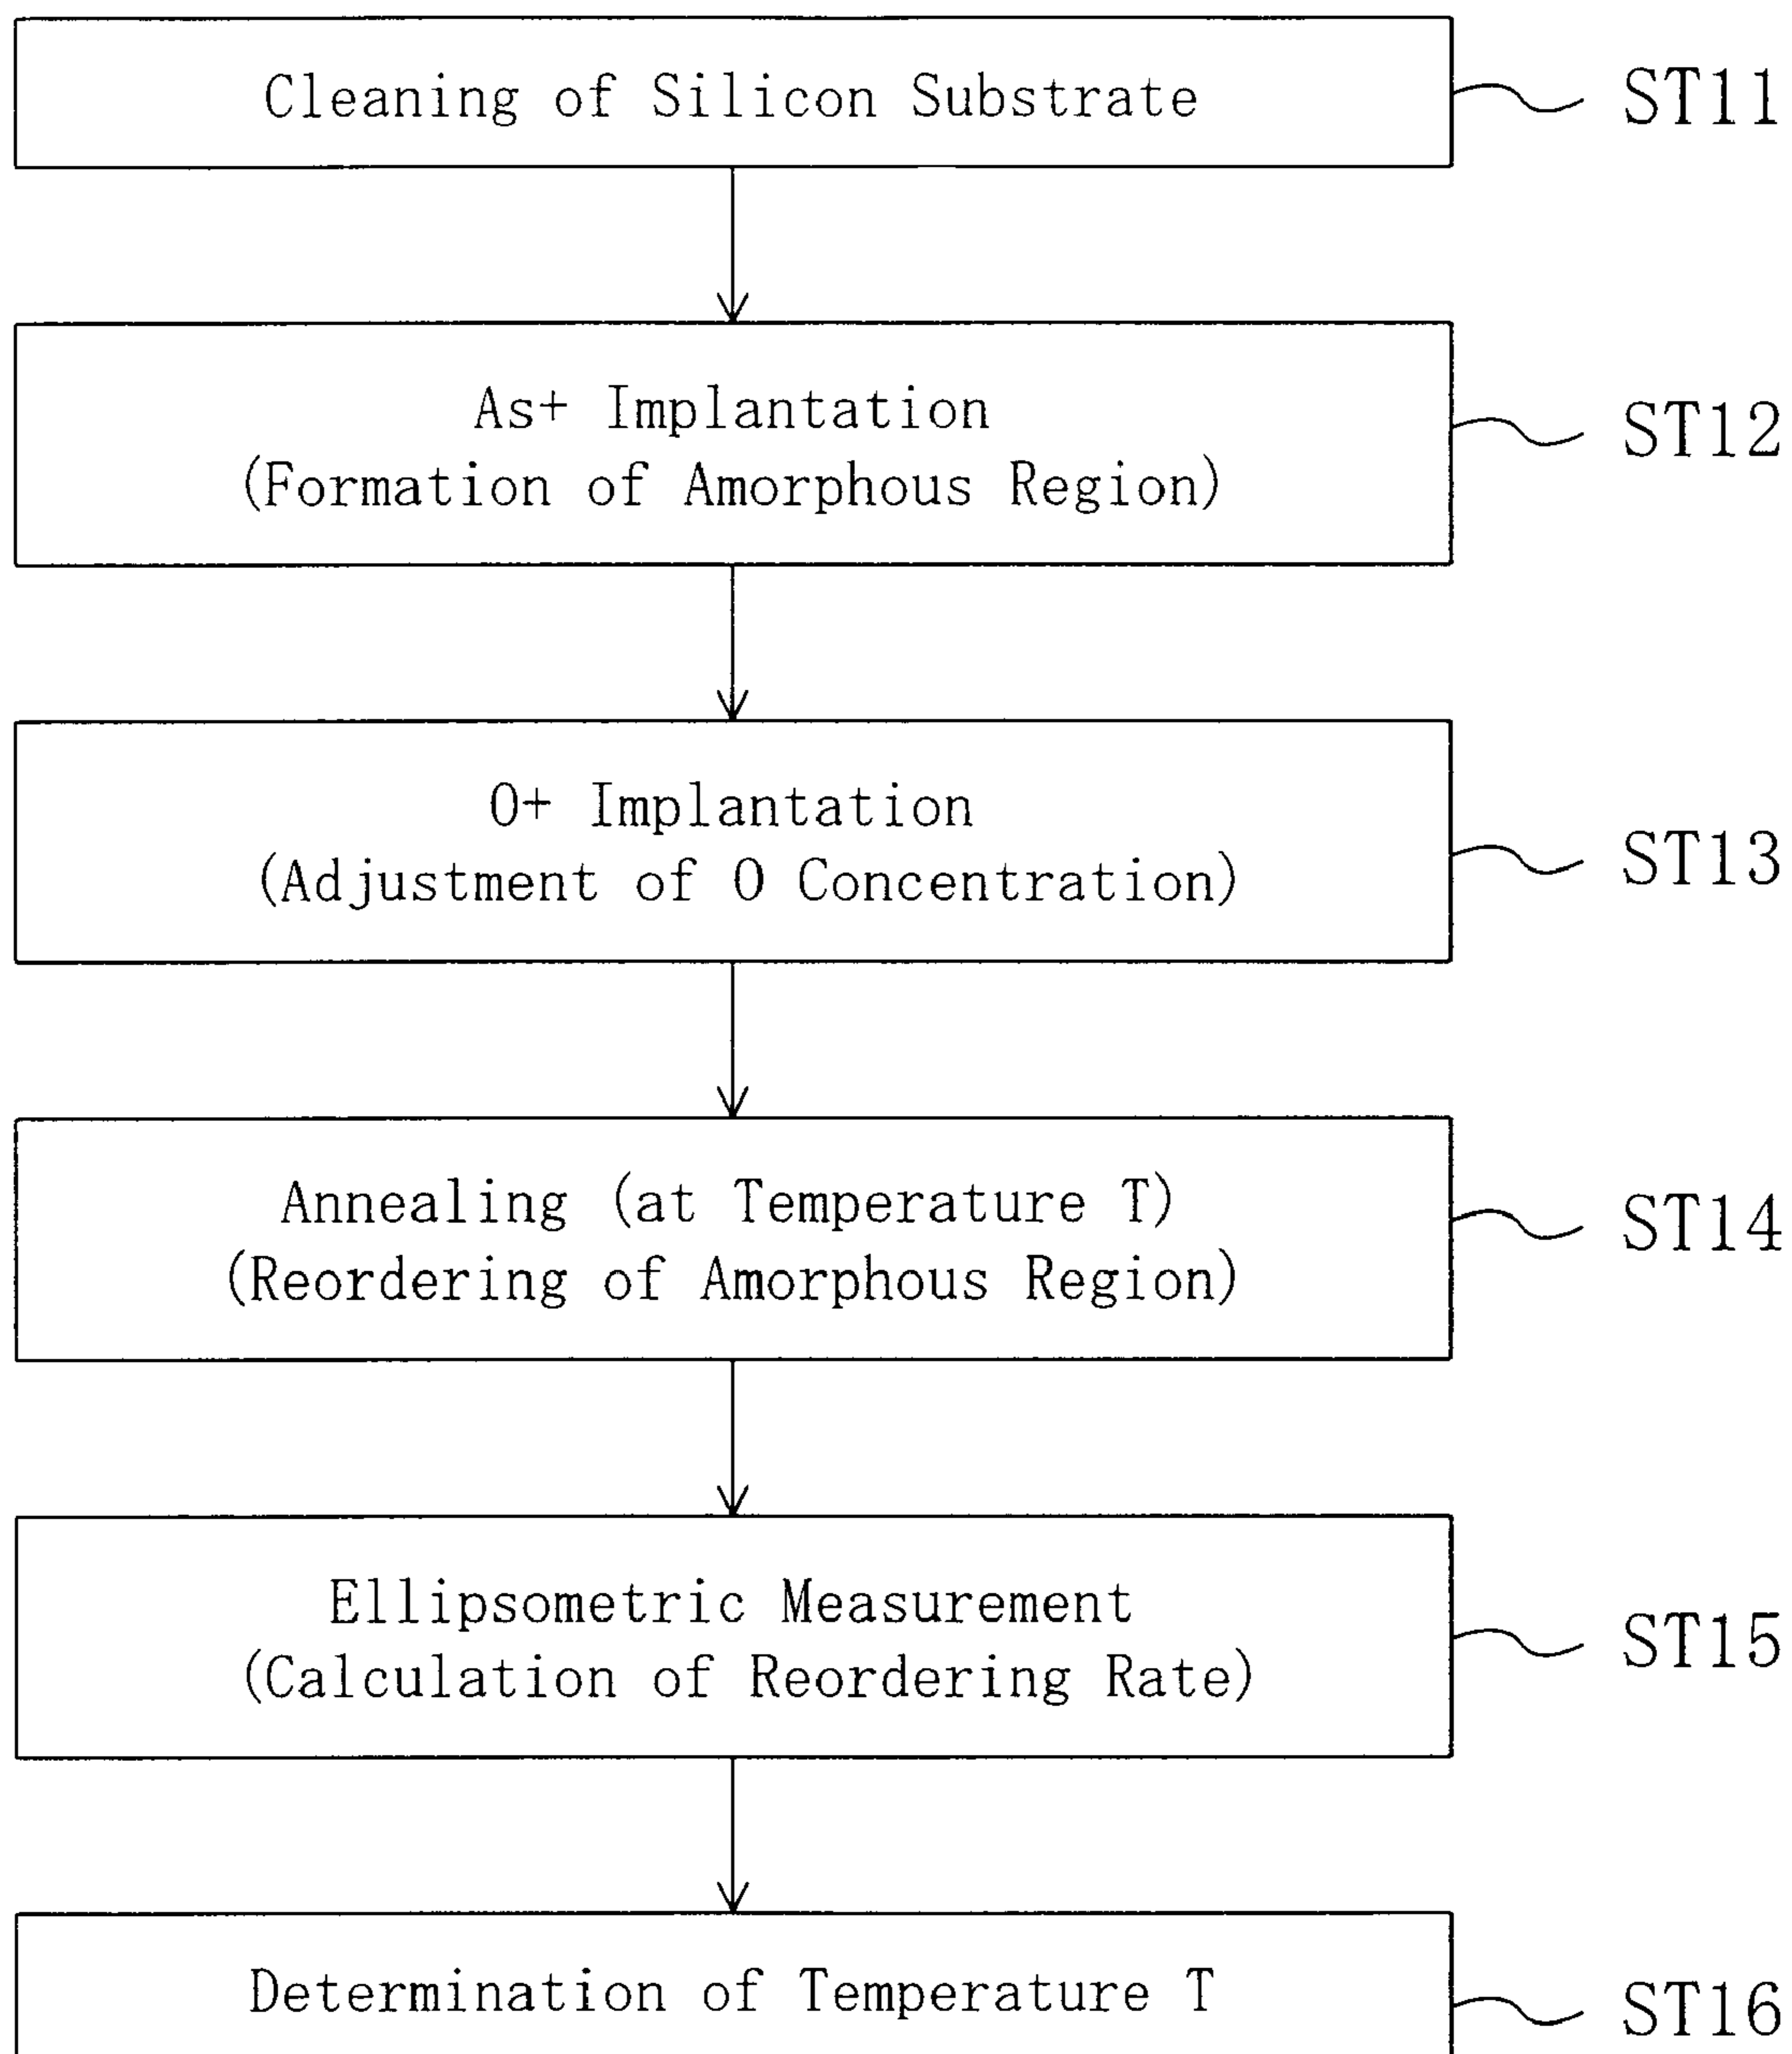 Cleaning of Silicon Substrate
ST11
As+ Implantation
(Formation of Amorphous Region)
ST12
O+ Implantation
(Adjustment of O Concentration)
ST13
Annealing (at Temperature T)
(Reordering of Amorphous Region)
ST14
Ellipsometric Measurement
(Calculation of Reordering Rate)
ST15
Determination of Temperature T
ST16